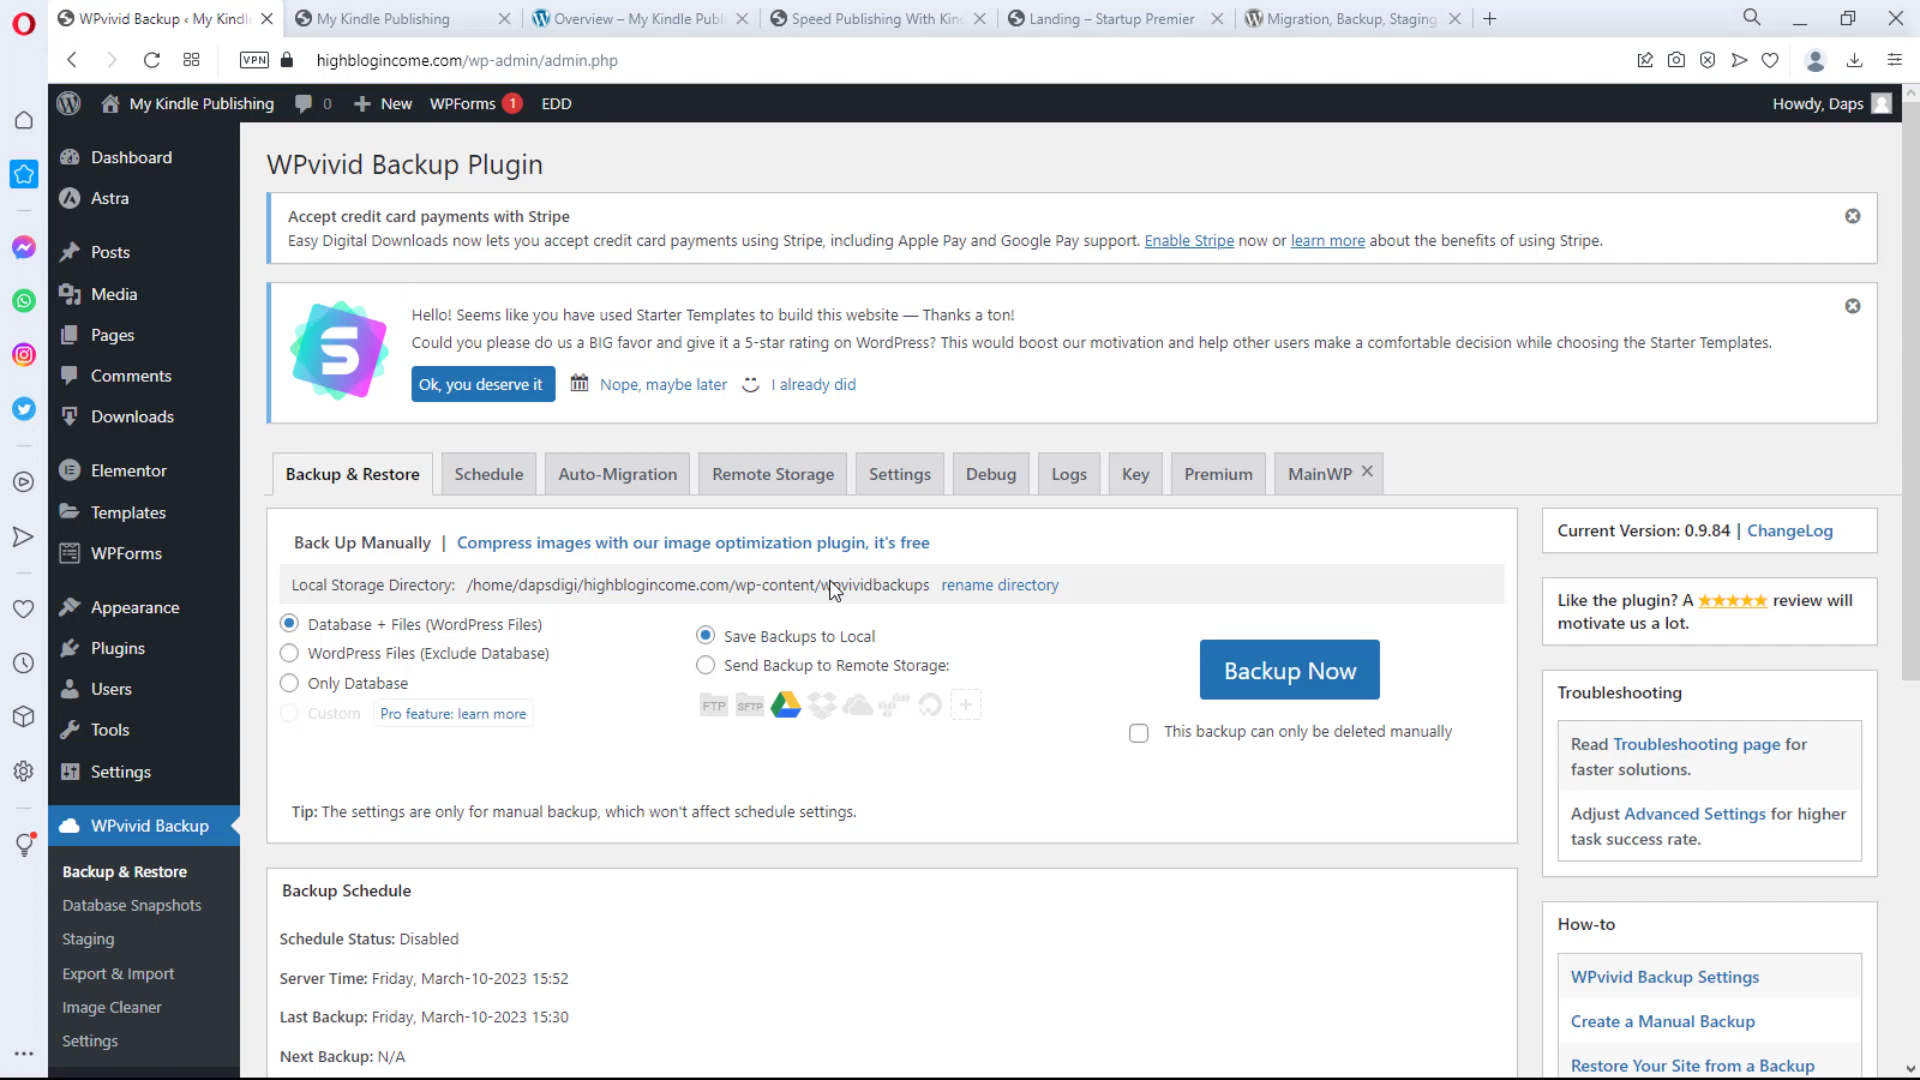 WPvivid Backup ‹ My Kindl
My Kindle Publishing
Overview – My Kindle Publ
Speed Publishing With Kin
Landing – Startup Premier
Migration, Backup, Staging
VPN
highblogincome.com/wp-admin/admin.php
My Kindle Publishing
0
New
WPForms 1
EDD
Howdy, Daps
Dashboard
Astra
Posts
Media
Pages
Comments
Downloads
Elementor
Templates
WPForms
Appearance
Plugins
Users
Tools
Settings
WPvivid Backup
Backup & Restore
Database Snapshots
Staging
Export & Import
Image Cleaner
Settings
WPvivid Backup Plugin
Accept credit card payments with Stripe
Easy Digital Downloads now lets you accept credit card payments using Stripe, including Apple Pay and Google Pay support. Enable Stripe now or learn more about the benefits of using Stripe.
Hello! Seems like you have used Starter Templates to build this website — Thanks a ton!
Could you please do us a BIG favor and give it a 5-star rating on WordPress? This would boost our motivation and help other users make a comfortable decision while choosing the Starter Templates.
Ok, you deserve it
Nope, maybe later
I already did
Backup & Restore
Schedule
Auto-Migration
Remote Storage
Settings
Debug
Logs
Key
Premium
MainWP
Back Up Manually | Compress images with our image optimization plugin, it's free
Local Storage Directory: /home/dapsdigi/highblogincome.com/wp-content/wpvividbackups rename directory
Database + Files (WordPress Files)
WordPress Files (Exclude Database)
Only Database
Custom Pro feature: learn more
Save Backups to Local
Send Backup to Remote Storage:
FTP
SFTP
Backup Now
This backup can only be deleted manually
Tip: The settings are only for manual backup, which won't affect schedule settings.
Backup Schedule
Schedule Status: Disabled
Server Time: Friday, March-10-2023 15:52
Last Backup: Friday, March-10-2023 15:30
Next Backup: N/A
Current Version: 0.9.84 | ChangeLog
Like the plugin? A ★★★★★ review will
motivate us a lot.
Troubleshooting
Read Troubleshooting page for
faster solutions.
Adjust Advanced Settings for higher
task success rate.
How-to
WPvivid Backup Settings
Create a Manual Backup
Restore Your Site from a Backup